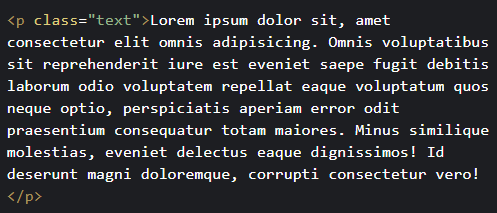 <p class="text">Lorem ipsum dolor sit, amet
consectetur elit omnis adipisicing. Omnis voluptatibus
sit reprehenderit iure est eveniet saepe fugit debitis
laborum odio voluptatem repellat eaque voluptatum quos
neque optio, perspiciatis aperiam error odit
praesentium consequatur totam maiores. Minus similique
molestias, eveniet delectus eaque dignissimos! Id
deserunt magni doloremque, corrupti consectetur vero!
</p>